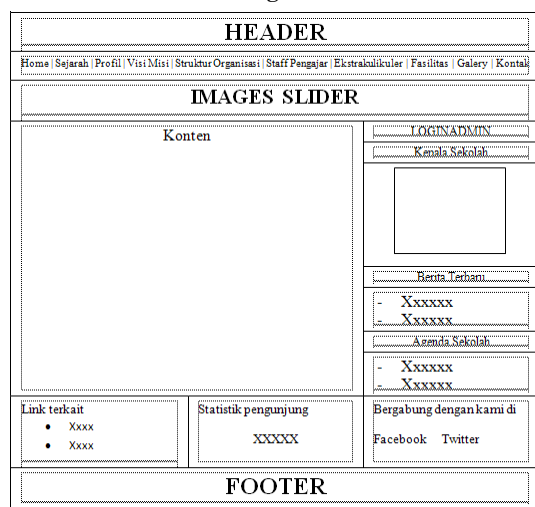 HEADER
Home | Sejarah | Profil | Visi Misi | Struktur Organisasi | Staff Pengajar | Ekstrakulikuler | Fasilitas | Galery | Kontak
IMAGES SLIDER
Konten
LOGIN ADMIN
Kepala Sekolah
Berita Terbaru
- Xxxxxx
- Xxxxxx
Agenda Sekolah
- Xxxxxx
- Xxxxxx
Link terkait
• Xxxx
• Xxxx
Statistik pengunjung
XXXXX
Bergabung dengan kami di
Facebook Twitter
FOOTER